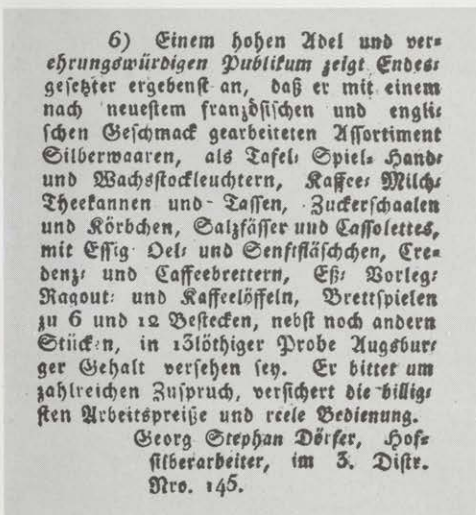 6) Einem hohen Adel und ver⸗
ehrungswürdigen Publikum zeigt Endes⸗
gesetzter ergebenst an, daß er mit einem
nach neuestem französischen und engli⸗
schen Geschmack gearbeiteten Assortiment
Silberwaaren, als Tafel⸗ Spiel⸗ Hand⸗
und Wachsstockleuchtern, Kaffee⸗ Milch⸗
Theekannen und Tassen, Zuckerschaalen
und Körbchen, Salzfässer und Cassolettes,
mit Essig Oel⸗ und Senftfläschchen, Cre⸗
denz⸗ und Caffeebrettern, Eß⸗ Vorleg⸗
Ragout⸗ und Kaffeelöffeln, Brettspielen
zu 6 und 12 Bestecken, nebst noch andern
Stücken, in 13löthiger Probe Augsbur⸗
ger Gehalt versehen sey. Er bittet um
zahlreichen Zuspruch, versichert die billig⸗
sten Arbeitspreiße und reele Bedienung.
Georg Stephan Dörfer, Hof⸗
silberarbeiter, im 3. Distr.
Nro. 145.